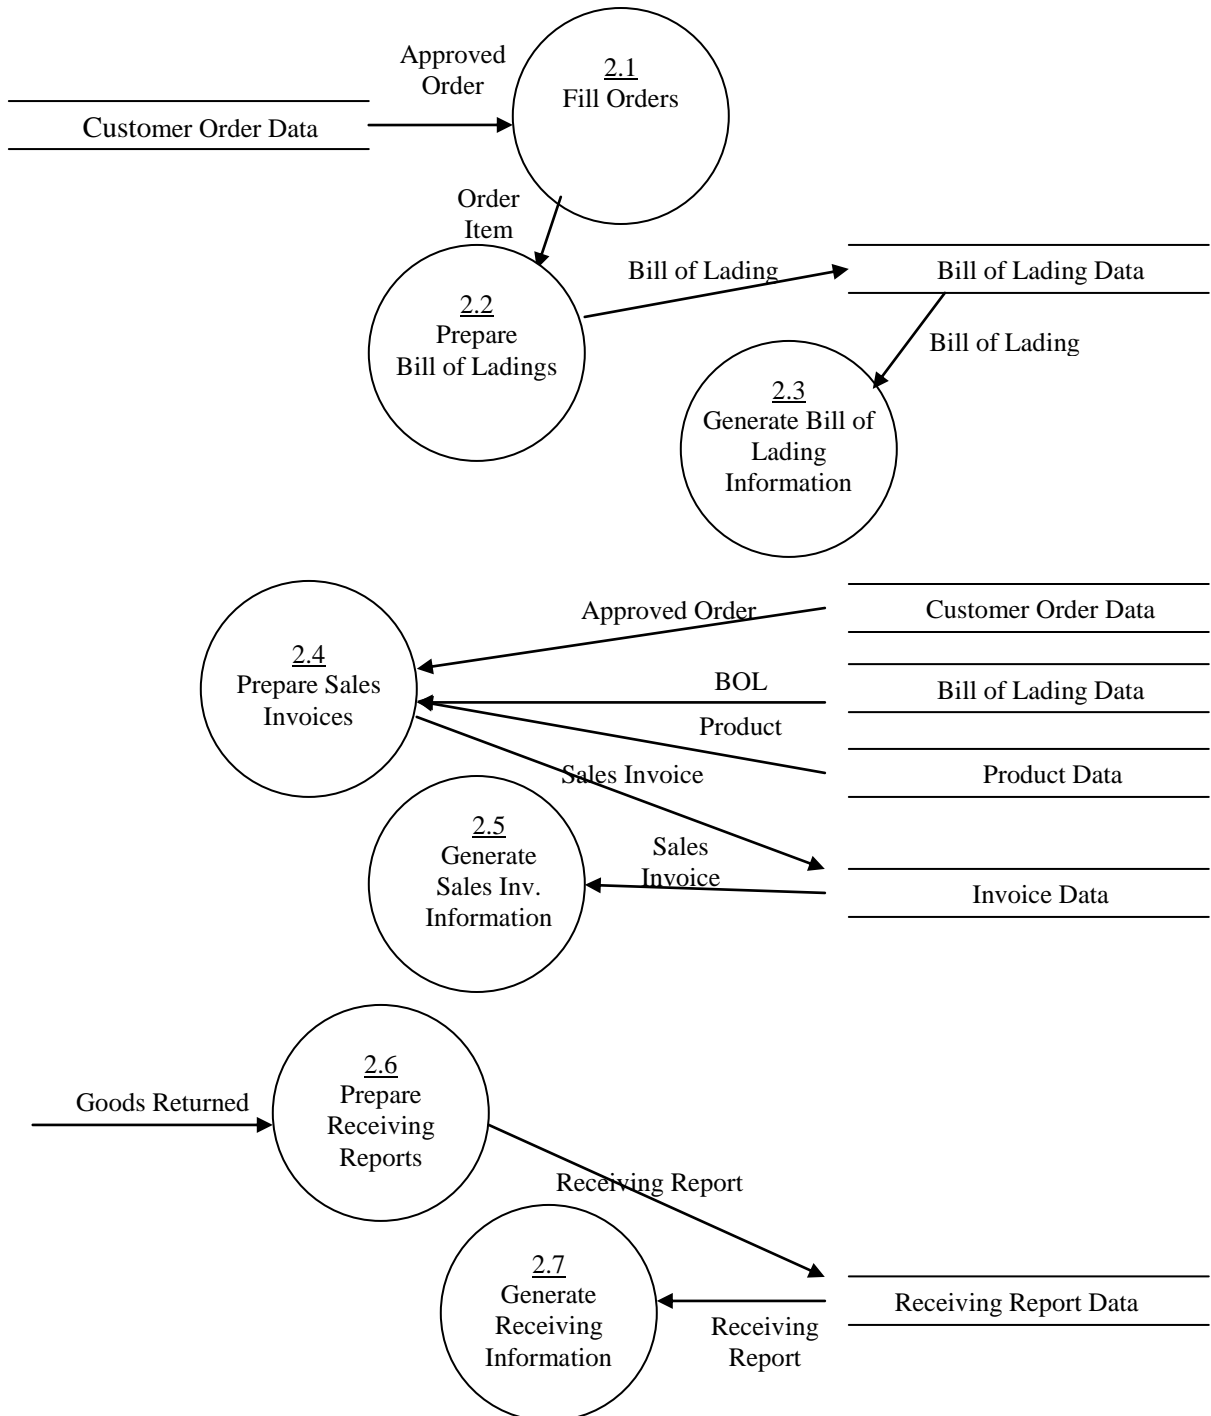 Approved
Order
2.1
Fill Orders
Customer Order Data
Order
Item
Bill of Lading
Bill of Lading Data
2.2
Prepare
Bill of Ladings
Bill of Lading
2.3
Generate Bill of
Lading
Information
Approved Order
Customer Order Data
2.4
Prepare Sales
Invoices
BOL
Bill of Lading Data
Product
Product Data
Sales Invoice
2.5
Generate
Sales Inv.
Information
Sales
Invoice
Invoice Data
2.6
Prepare
Receiving
Reports
Goods Returned
Receiving Report
2.7
Generate
Receiving
Information
Receiving
Report
Receiving Report Data